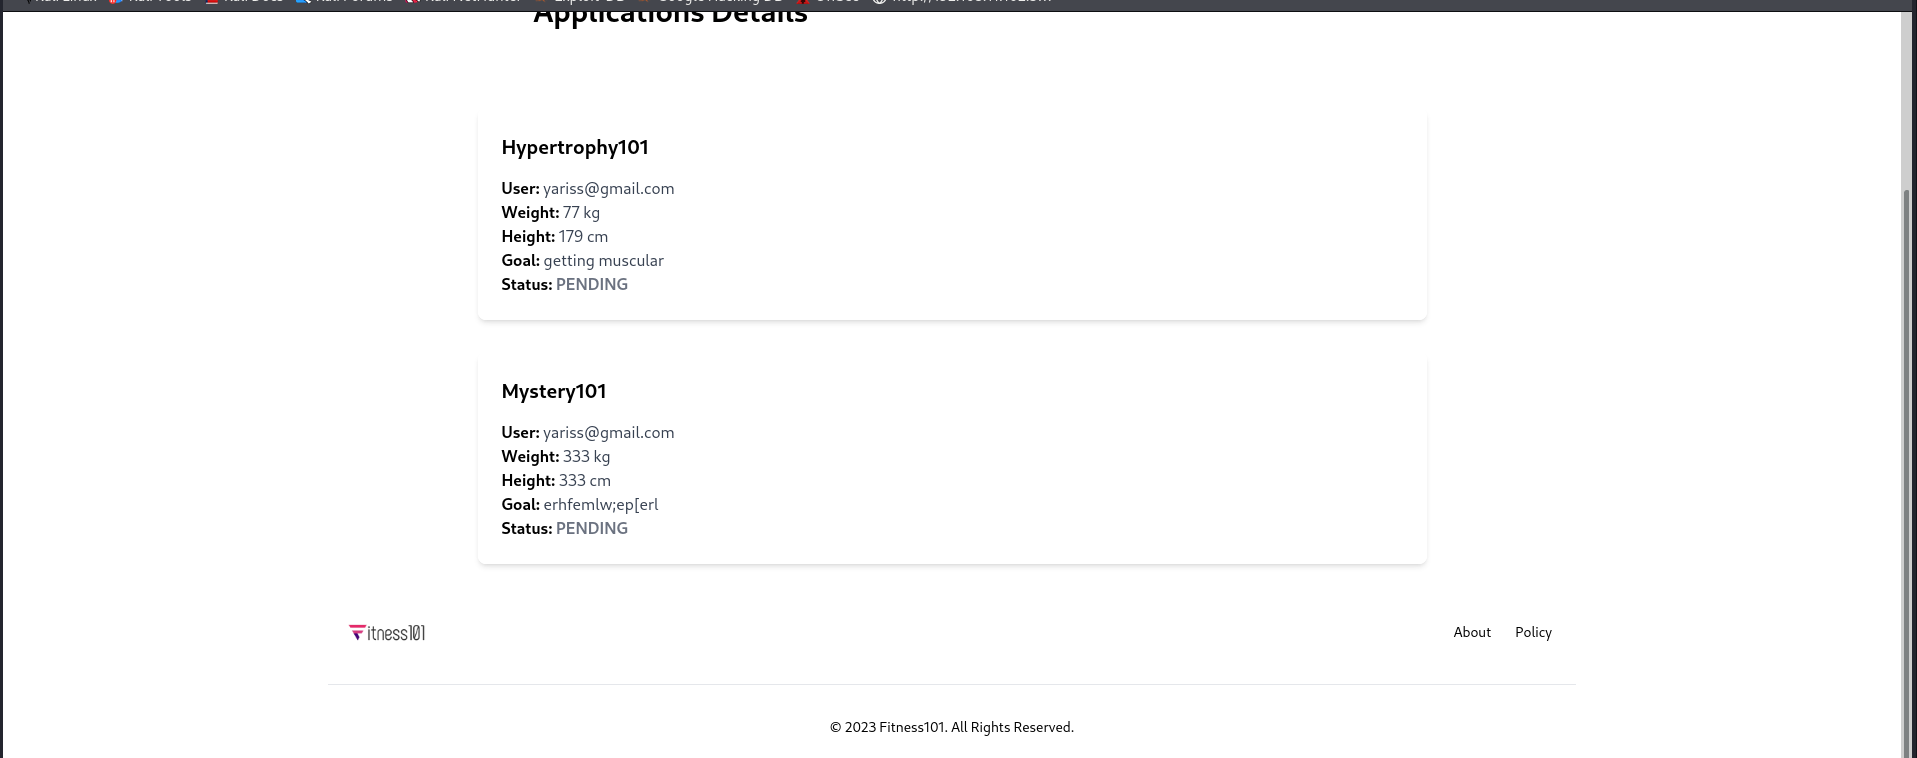 Applications Details
Hypertrophy101
User: yariss@gmail.com
Weight: 77 kg
Height: 179 cm
Goal: getting muscular
Status: PENDING
Mystery101
User: yariss@gmail.com
Weight: 333 kg
Height: 333 cm
Goal: erhfemlw;ep[erl
Status: PENDING
Fitness101
About Policy
© 2023 Fitness101. All Rights Reserved.